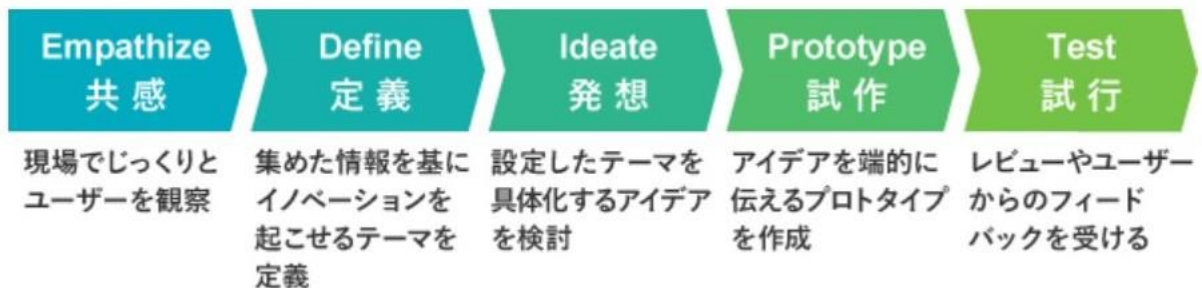 Empathize
共感
現場でじっくりと
ユーザーを観察
Define
定義
集めた情報を基に
イノベーションを
起こせるテーマを
定義
Ideate
発想
設定したテーマを
具体化するアイデア
を検討
Prototype
試作
アイデアを端的に
伝えるプロトタイプ
を作成
Test
試行
レビューやユーザー
からのフィード
バックを受ける